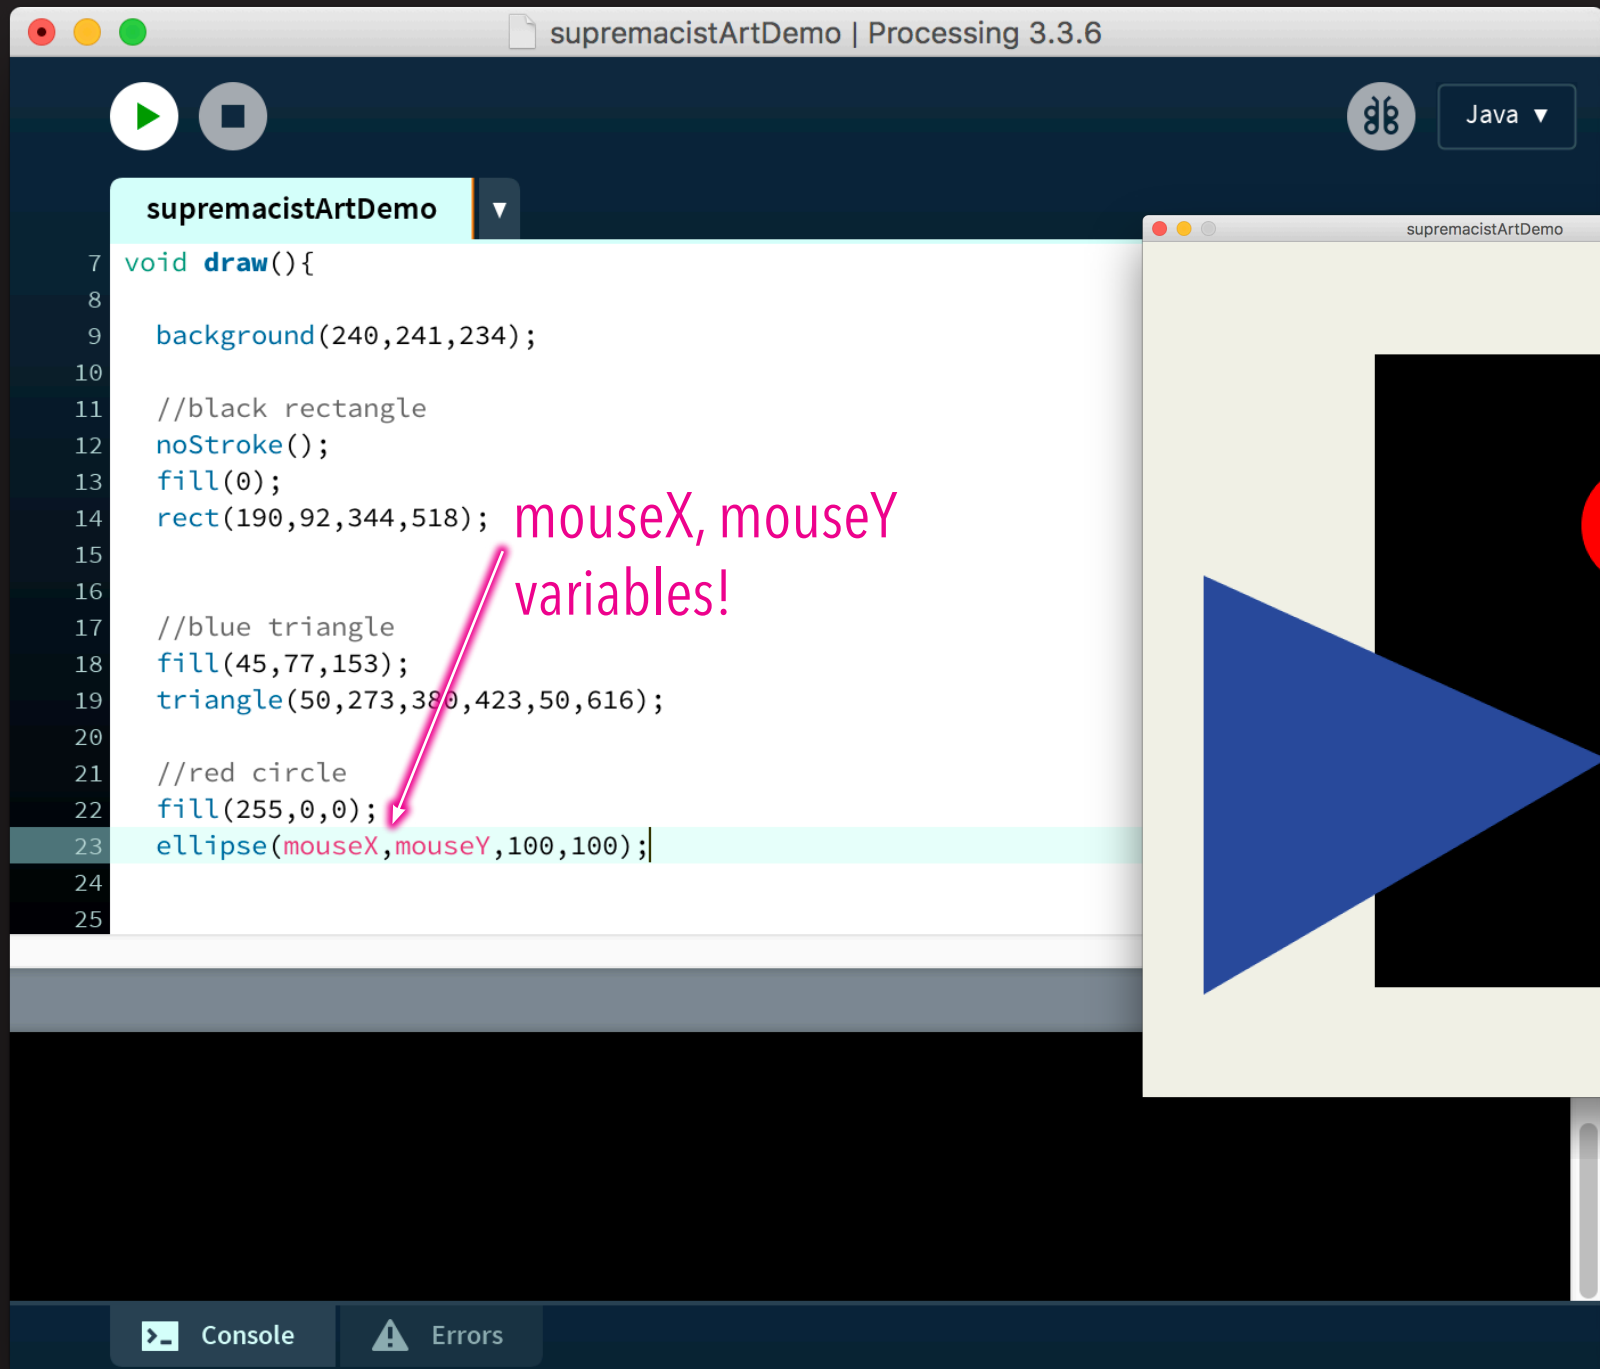 supremacistArtDemo | Processing 3.3.6
Java ▼
supremacistArtDemo ▼
supremacistArtDemo
7 void draw(){
8
9 background(240,241,234);
10
11 //black rectangle
12 noStroke();
13 fill(0);
14 rect(190,92,344,518);
mouseX, mouseY
variables!
15
16
17 //blue triangle
18 fill(45,77,153);
19 triangle(50,273,380,423,50,616);
20
21 //red circle
22 fill(255,0,0);
23 ellipse(mouseX,mouseY,100,100);
24
25
Console
Errors